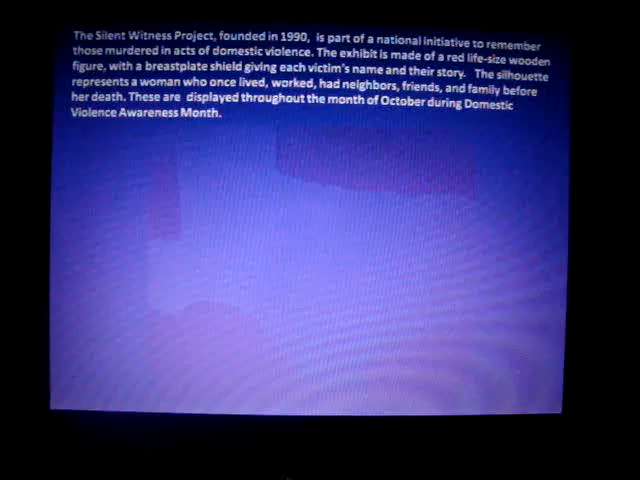 The Silent Witness Project, founded in 1990,  is part of a national initiative to remember
those murdered in acts of domestic violence. The exhibit is made of a red life-size wooden
figure, with a breastplate shield giving each victim's name and their story.  The silhouette
represents a woman who once lived, worked, had neighbors, friends, and family before
her death. These are  displayed throughout the month of October during Domestic
Violence Awareness Month.